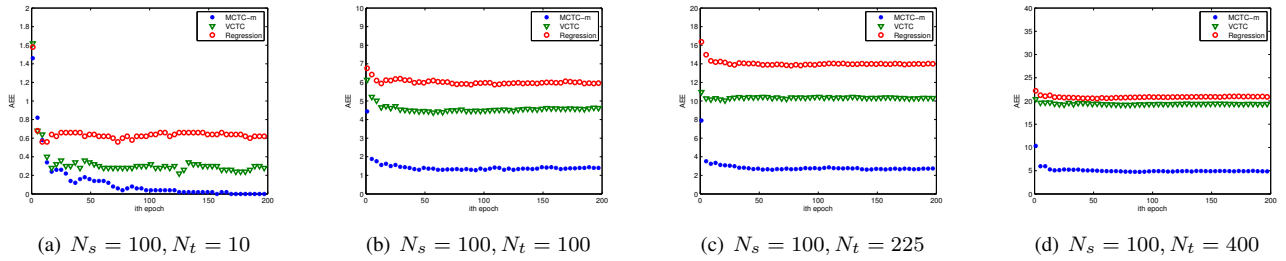 2
1.8
1.6
1.4
1.2
1
0.8
0.6
0.4
0.2
0
AEE
0 50 100 150 200
ith epoch
MCTC-m
VCTC
Regression
10
8
6
4
2
0
AEE
0 50 100 150 200
ith epoch
MCTC-m
VCTC
Regression
20
18
16
14
12
10
8
6
4
2
0
AEE
0 50 100 150 200
ith epoch
MCTC-m
VCTC
Regression
40
35
30
25
20
15
10
5
0
AEE
0 50 100 150 200
ith epoch
MCTC-m
VCTC
Regression
(a) N_s = 100, N_t = 10
(b) N_s = 100, N_t = 100
(c) N_s = 100, N_t = 225
(d) N_s = 100, N_t = 400